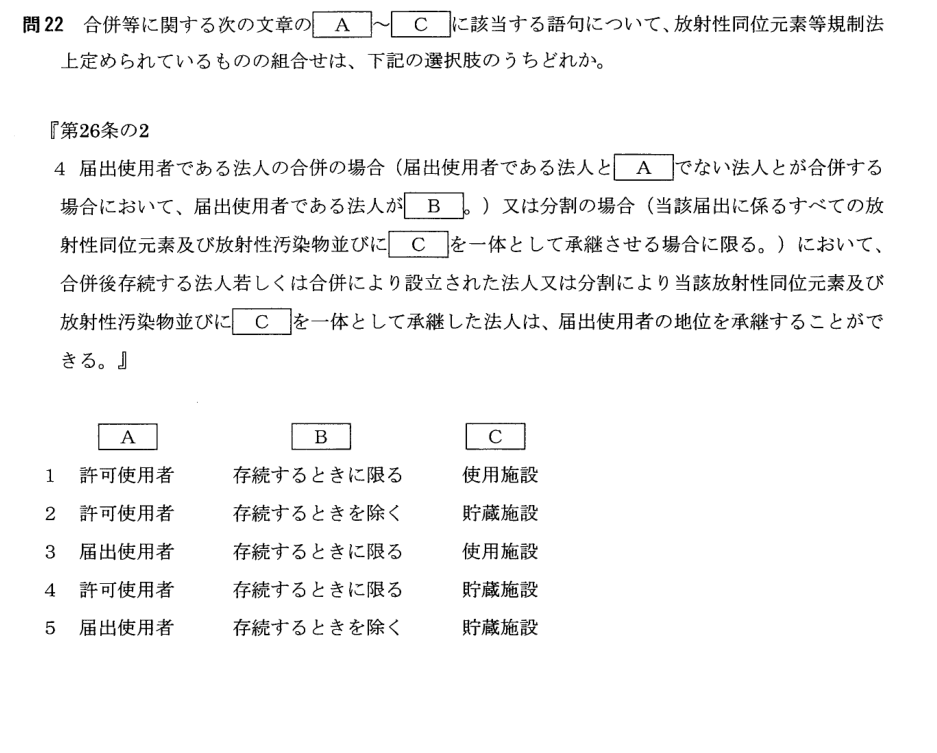 問22 合併等に関する次の文章の A ～ C に該当する語句について、放射性同位元素等規制法
上定められているものの組合せは、下記の選択肢のうちどれか。
『第26条の2
4 届出使用者である法人の合併の場合（届出使用者である法人と A でない法人とが合併する
場合において、届出使用者である法人が B 。）又は分割の場合（当該届出に係るすべての放
射性同位元素及び放射性汚染物並びに C を一体として承継させる場合に限る。）において、
合併後存続する法人若しくは合併により設立された法人又は分割により当該放射性同位元素及び
放射性汚染物並びに C を一体として承継した法人は、届出使用者の地位を承継することがで
きる。』
A B C
1 許可使用者 存続するときに限る 使用施設
2 許可使用者 存続するときを除く 貯蔵施設
3 届出使用者 存続するときに限る 使用施設
4 許可使用者 存続するときに限る 貯蔵施設
5 届出使用者 存続するときを除く 貯蔵施設